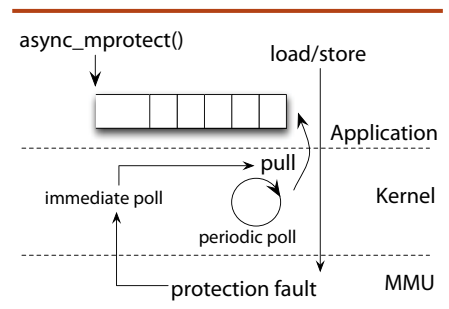 async_mprotect()
load/store
Application
pull
immediate poll
Kernel
periodic poll
protection fault
MMU